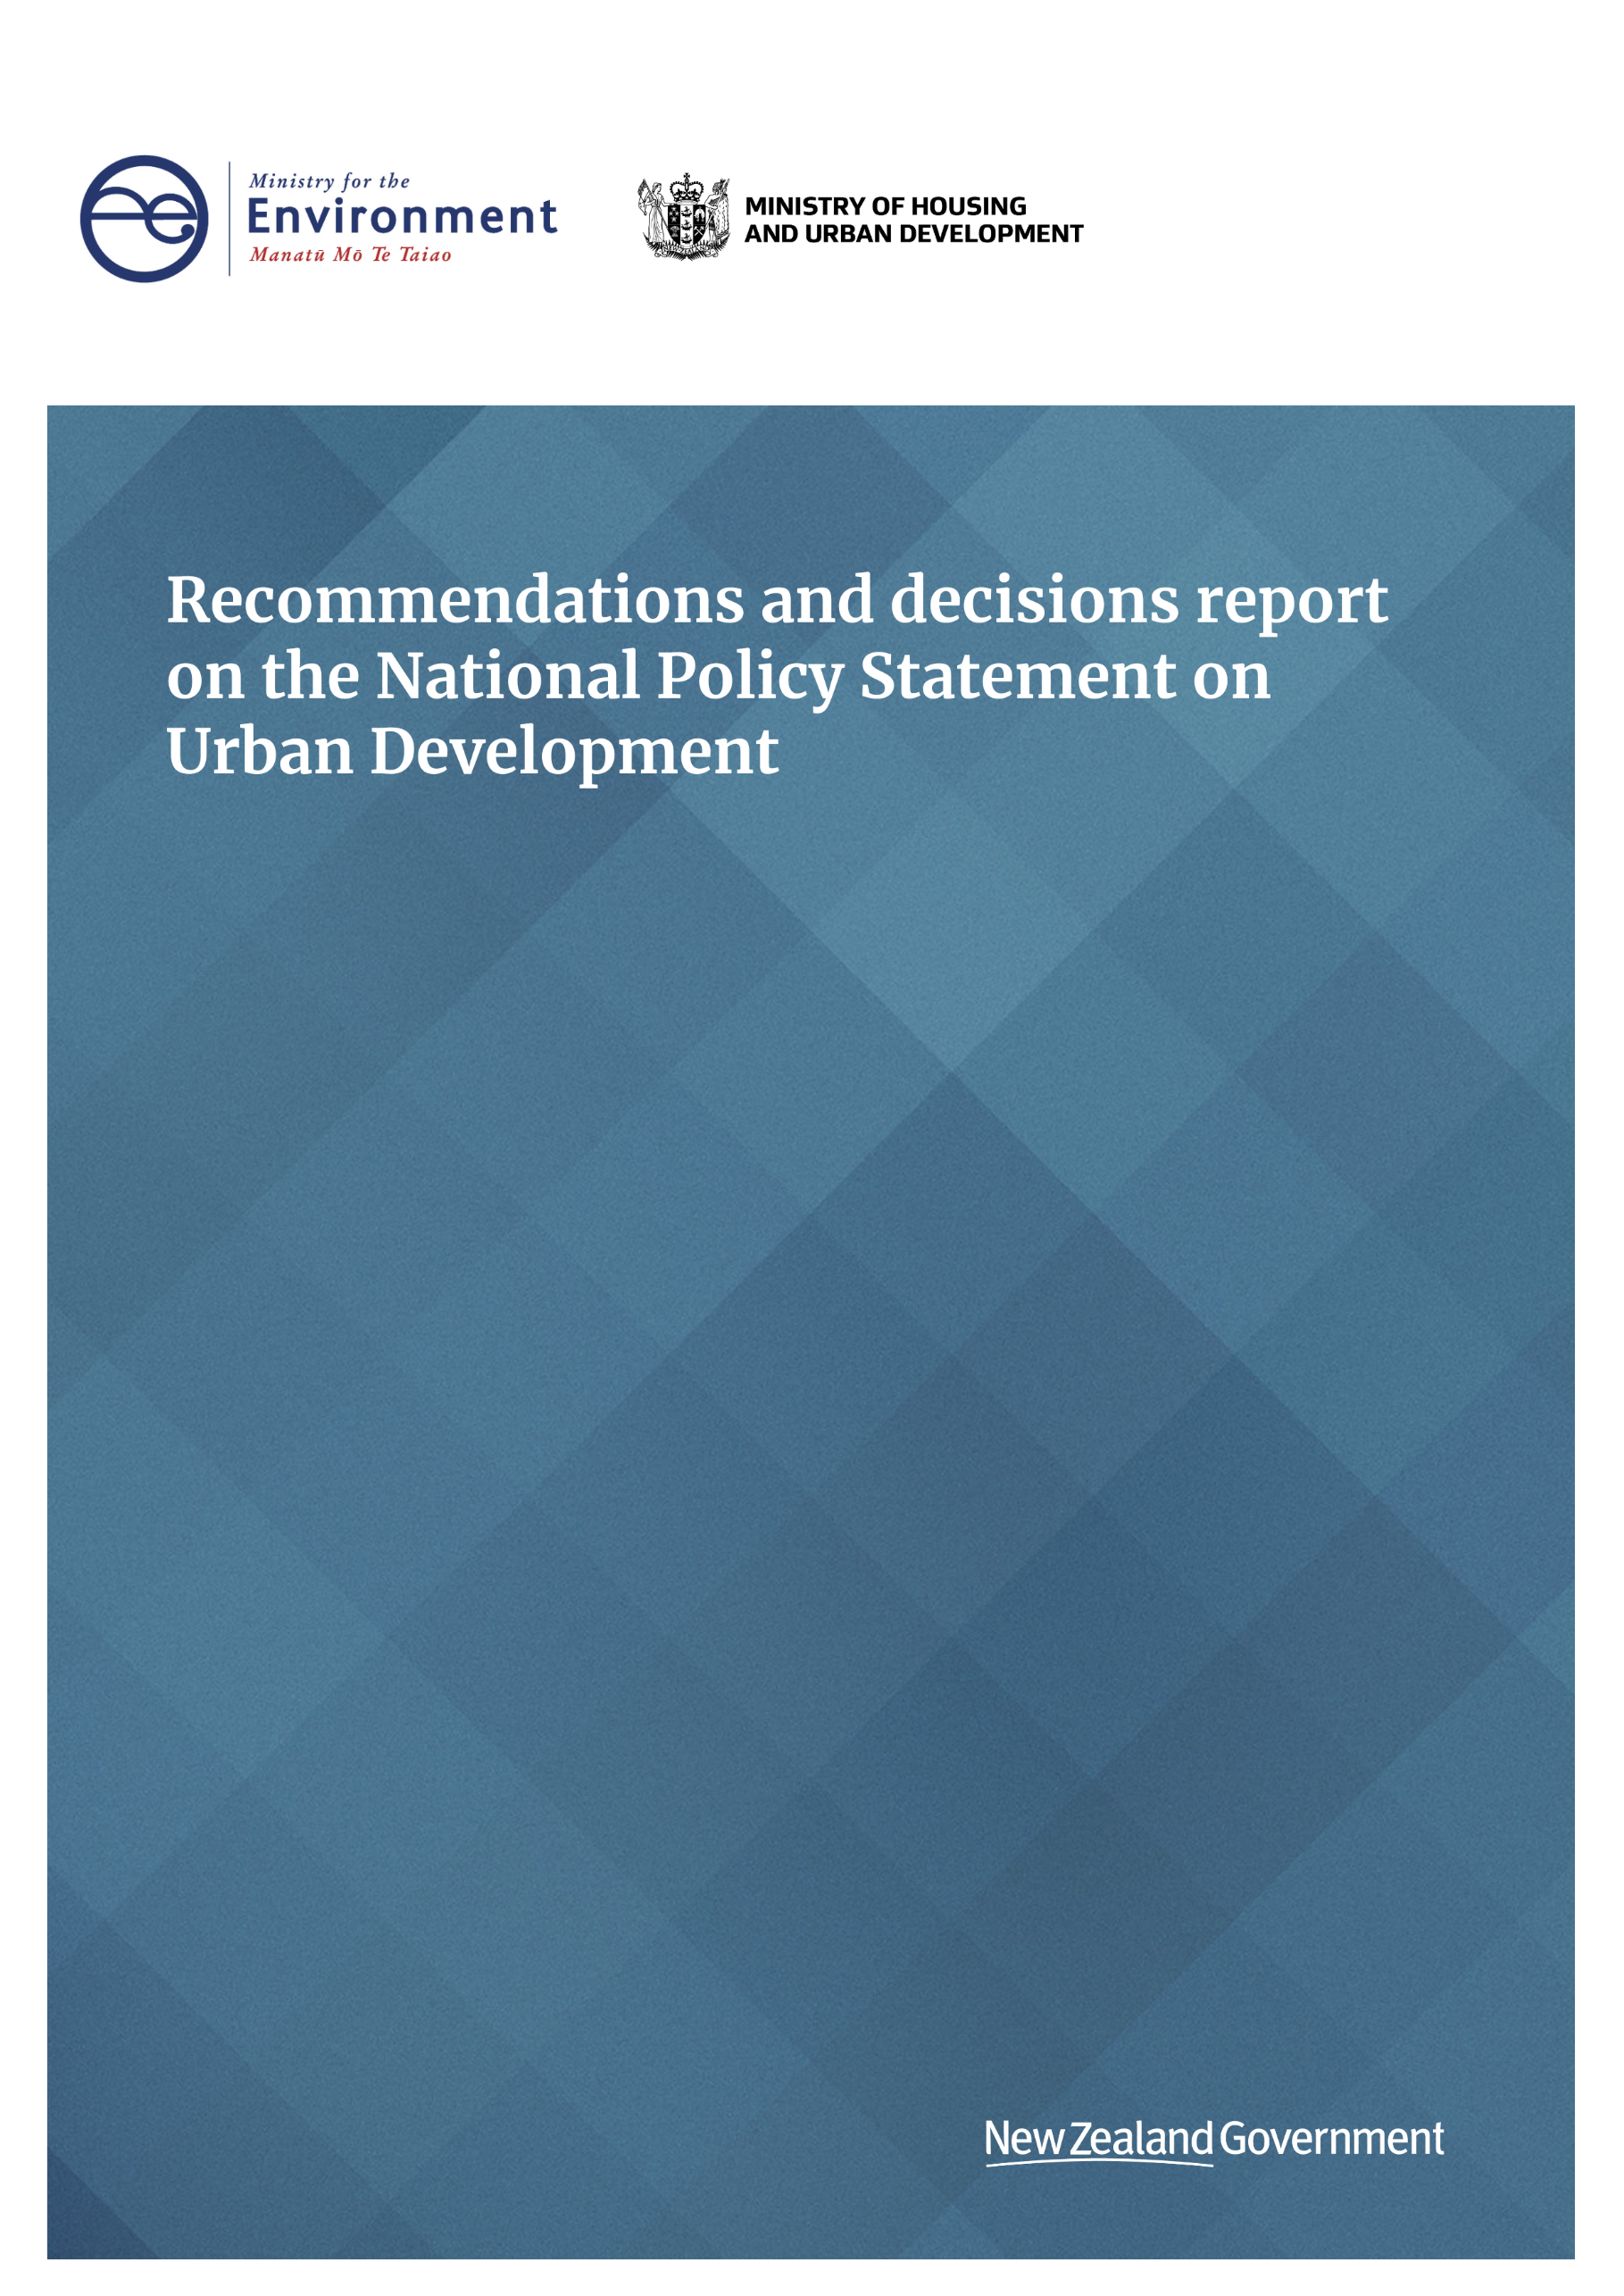 Ministry for the
Environment
Manatū Mō Te Taiao
MINISTRY OF HOUSING
AND URBAN DEVELOPMENT
Recommendations and decisions report
on the National Policy Statement on
Urban Development
New Zealand Government